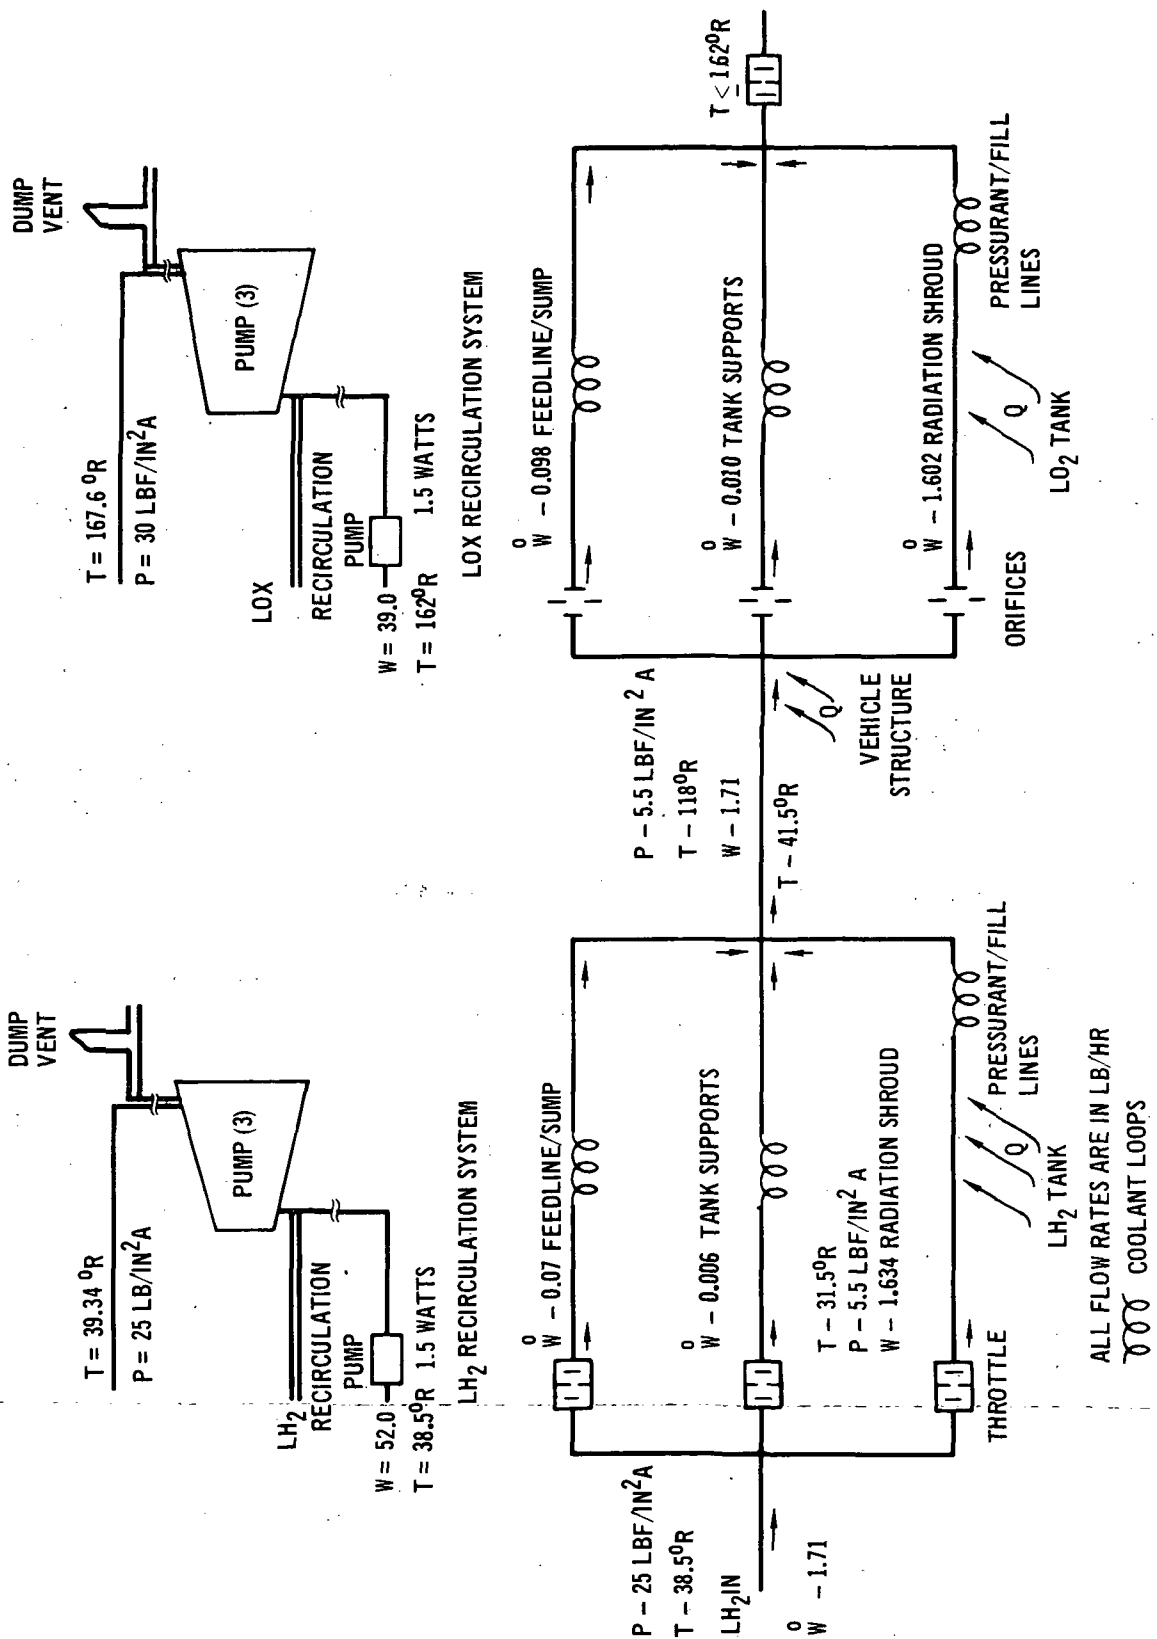 DUMP
VENT
T = 39.34 °R
P = 25 LB/IN²A
PUMP (3)
LH₂
RECIRCULATION
PUMP
W = 52.0
T = 38.5°R 1.5 WATTS
LH₂ RECIRCULATION SYSTEM
DUMP
VENT
T = 167.6 °R
P = 30 LBF/IN²A
PUMP (3)
LOX
RECIRCULATION
PUMP
W = 39.0
T = 162°R 1.5 WATTS
LOX RECIRCULATION SYSTEM
P – 25 LBF/IN²A
T – 38.5°R
LH₂IN
o
W – 1.71
o
W – 0.07 FEEDLINE/SUMP
o
W – 0.006 TANK SUPPORTS
T – 31.5°R
P – 5.5 LBF/IN² A
W – 1.634 RADIATION SHROUD
THROTTLE
Q
LH₂ TANK
PRESSURANT/FILL
LINES
P – 5.5 LBF/IN² A
T – 118°R
W – 1.71
T – 41.5°R
Q
VEHICLE
STRUCTURE
o
W – 0.098 FEEDLINE/SUMP
o
W – 0.010 TANK SUPPORTS
o
W – 1.602 RADIATION SHROUD
ORIFICES
Q
LO₂ TANK
PRESSURANT/FILL
LINES
T ≤ 162°R
ALL FLOW RATES ARE IN LB/HR
COOLANT LOOPS